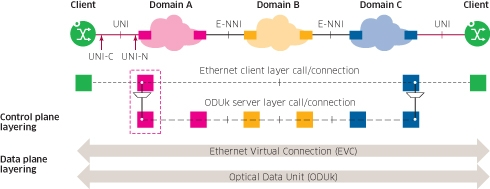 Client
Domain A
Domain B
Domain C
Client
UNI
E-NNI
E-NNI
UNI
UNI-C
UNI-N
Ethernet client layer call/connection
ODUk server layer call/connection
Control plane
layering
Ethernet Virtual Connection (EVC)
Data plane
layering
Optical Data Unit (ODUk)